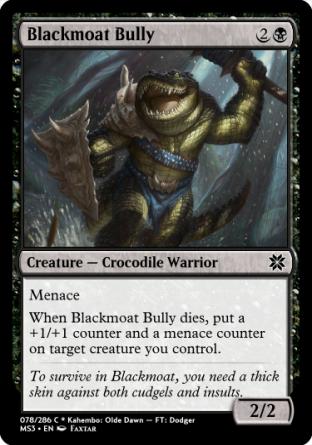 Blackmoat Bully 2
Creature — Crocodile Warrior
Menace
When Blackmoat Bully dies, put a
+1/+1 counter and a menace counter
on target creature you control.
To survive in Blackmoat, you need a thick
skin against both cudgels and insults.
2/2
078/286 C * Kahembo: Olde Dawn — FT: Dodger
MS3 • EN Faxtar